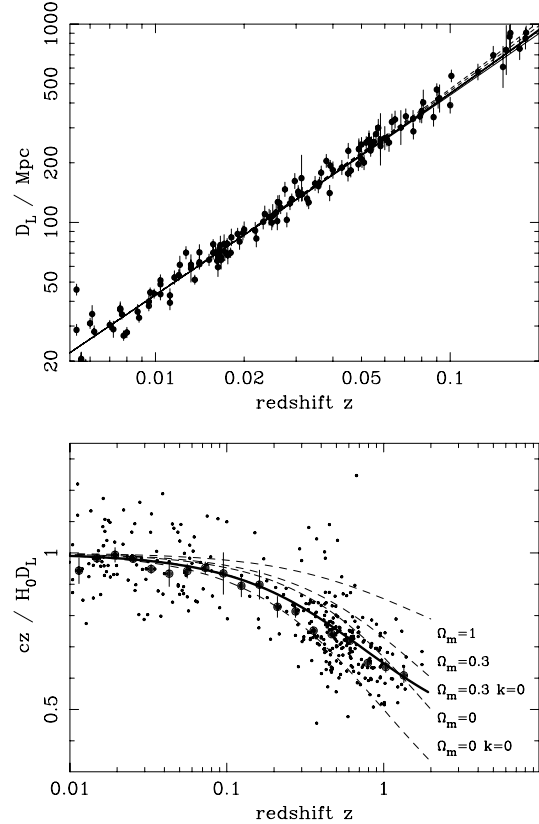 1000
500
200
100
50
20
D_L / Mpc
0.01 0.02 0.05 0.1
redshift z
1
0.5
cz / H_0D_L
Ω_m=1
Ω_m=0.3
Ω_m=0.3 k=0
Ω_m=0
Ω_m=0 k=0
0.01 0.1 1
redshift z